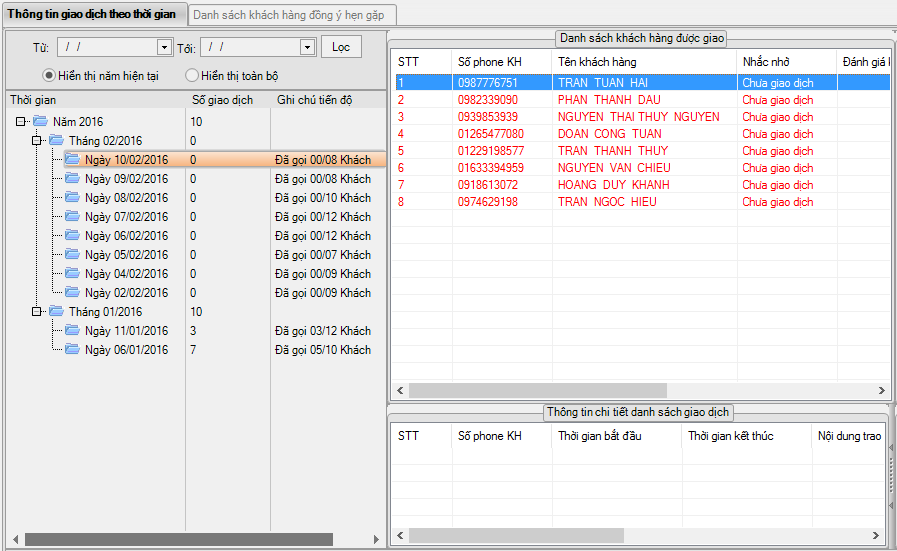 Thông tin giao dịch theo thời gian
Danh sách khách hàng đồng ý hẹn gặp
Từ: / / Tới: / / Lọc
Hiển thị năm hiện tại Hiển thị toàn bộ
Thời gian Số giao dịch Ghi chú tiến độ
Năm 2016 10
Tháng 02/2016 0
Ngày 10/02/2016 0 Đã gọi 00/08 Khách
Ngày 09/02/2016 0 Đã gọi 00/08 Khách
Ngày 08/02/2016 0 Đã gọi 00/10 Khách
Ngày 07/02/2016 0 Đã gọi 00/12 Khách
Ngày 06/02/2016 0 Đã gọi 00/12 Khách
Ngày 05/02/2016 0 Đã gọi 00/07 Khách
Ngày 04/02/2016 0 Đã gọi 00/09 Khách
Ngày 02/02/2016 0 Đã gọi 00/09 Khách
Tháng 01/2016 10
Ngày 11/01/2016 3 Đã gọi 03/12 Khách
Ngày 06/01/2016 7 Đã gọi 05/10 Khách
Danh sách khách hàng được giao
STT Số phone KH Tên khách hàng Nhắc nhở Đánh giá k
1 0987776751 TRAN TUAN HAI Chưa giao dịch
2 0982339090 PHAN THANH DAU Chưa giao dịch
3 0939853939 NGUYEN THAI THUY NGUYEN Chưa giao dịch
4 01265477080 DOAN CONG TUAN Chưa giao dịch
5 01229198577 TRAN THANH THUY Chưa giao dịch
6 01633394959 NGUYEN VAN CHIEU Chưa giao dịch
7 0918613072 HOANG DUY KHANH Chưa giao dịch
8 0974629198 TRAN NGOC HIEU Chưa giao dịch
Thông tin chi tiết danh sách giao dịch
STT Số phone KH Thời gian bắt đầu Thời gian kết thúc Nội dung trao